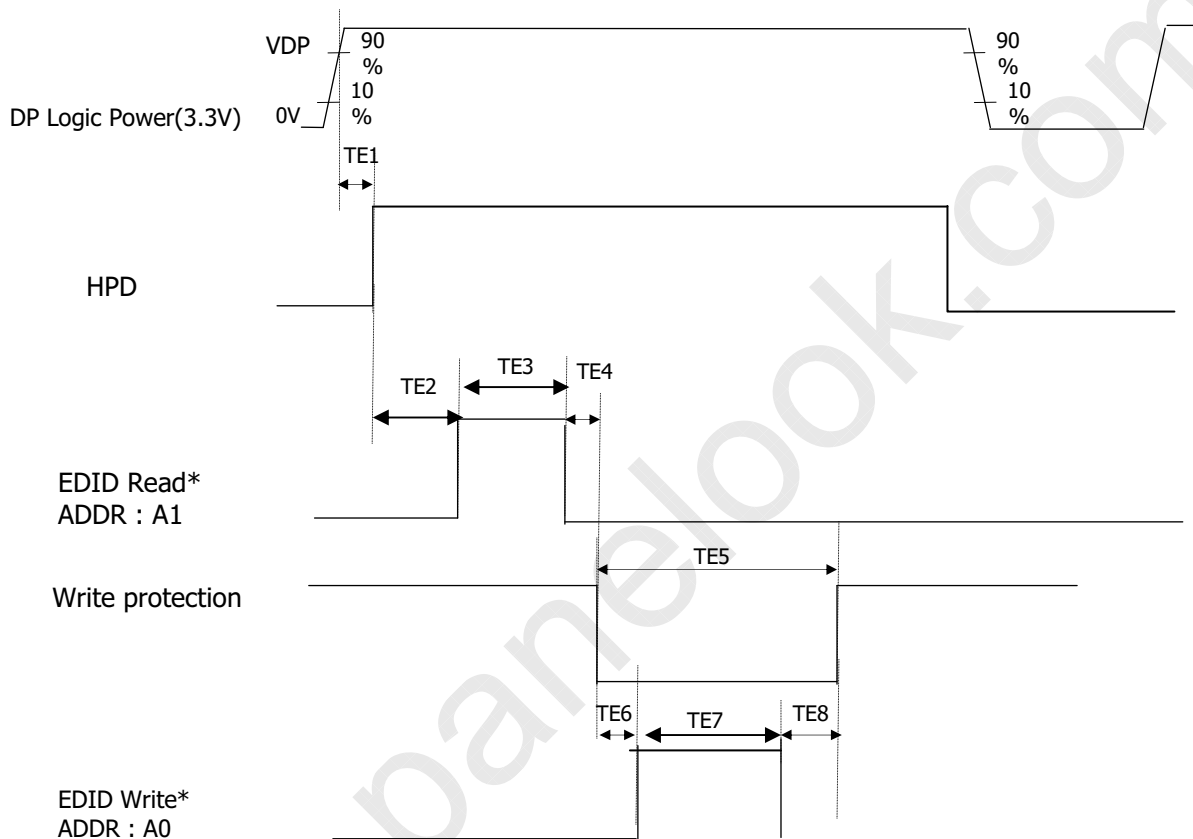 VDP
90
%
90
%
DP Logic Power(3.3V)
0V
10
%
10
%
TE1
HPD
TE2
TE3
TE4
EDID Read*
ADDR : A1
TE5
Write protection
TE6
TE7
TE8
EDID Write*
ADDR : A0
panelook.com